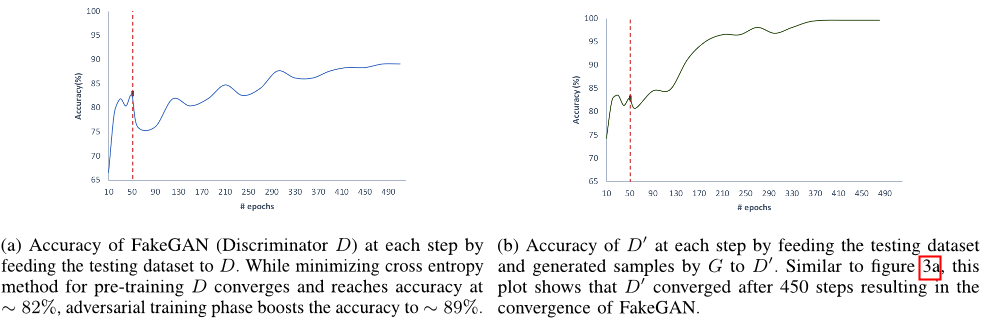 100
95
90
85
80
75
70
65
Accuracy(%)
10 50 90 130 170 210 250 290 330 370 410 450 490
# epochs
(a) Accuracy of FakeGAN (Discriminator D) at each step by
feeding the testing dataset to D. While minimizing cross entropy
method for pre-training D converges and reaches accuracy at
∼ 82%, adversarial training phase boosts the accuracy to ∼ 89%.
100
95
90
85
80
75
70
65
Accuracy (%)
10 50 90 130 170 210 250 290 330 370 410 450 490
# epochs
(b) Accuracy of D′ at each step by feeding the testing dataset
and generated samples by G to D′. Similar to figure 3a, this
plot shows that D′ converged after 450 steps resulting in the
convergence of FakeGAN.